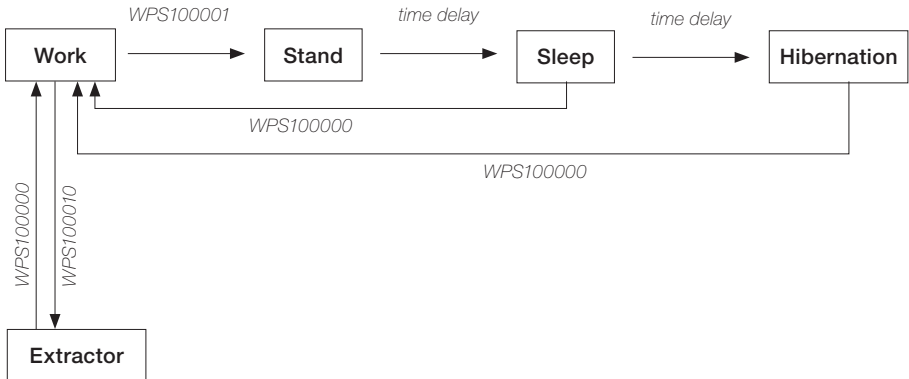 WPS100001
time delay
time delay
Work
Stand
Sleep
Hibernation
WPS100000
WPS100000
WPS100000
WPS100010
Extractor